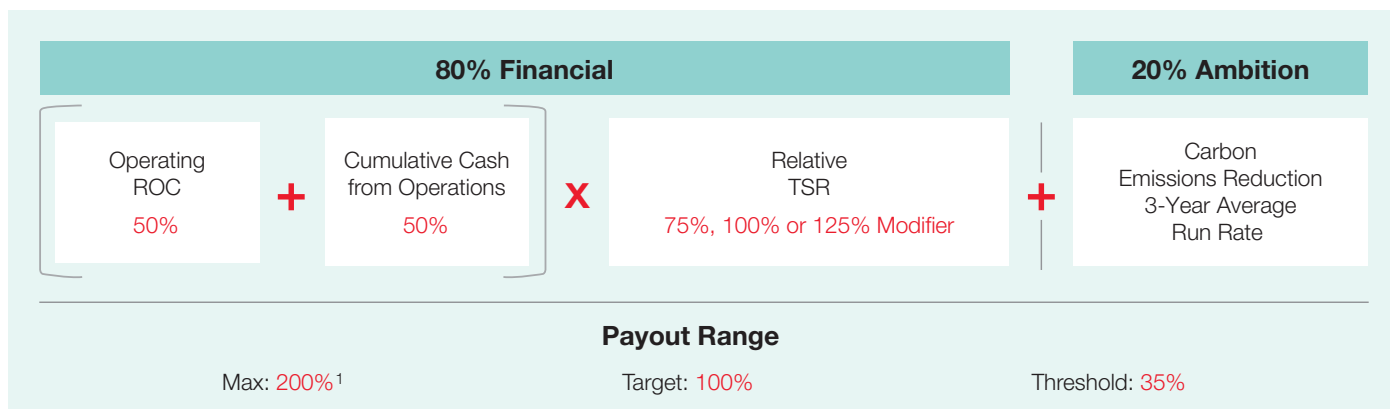 80% Financial
20% Ambition
Operating
ROC
50%
+
Cumulative Cash
from Operations
50%
X
Relative
TSR
75%, 100% or 125% Modifier
+
Carbon
Emissions Reduction
3-Year Average
Run Rate
Payout Range
Max: 200%¹
Target: 100%
Threshold: 35%